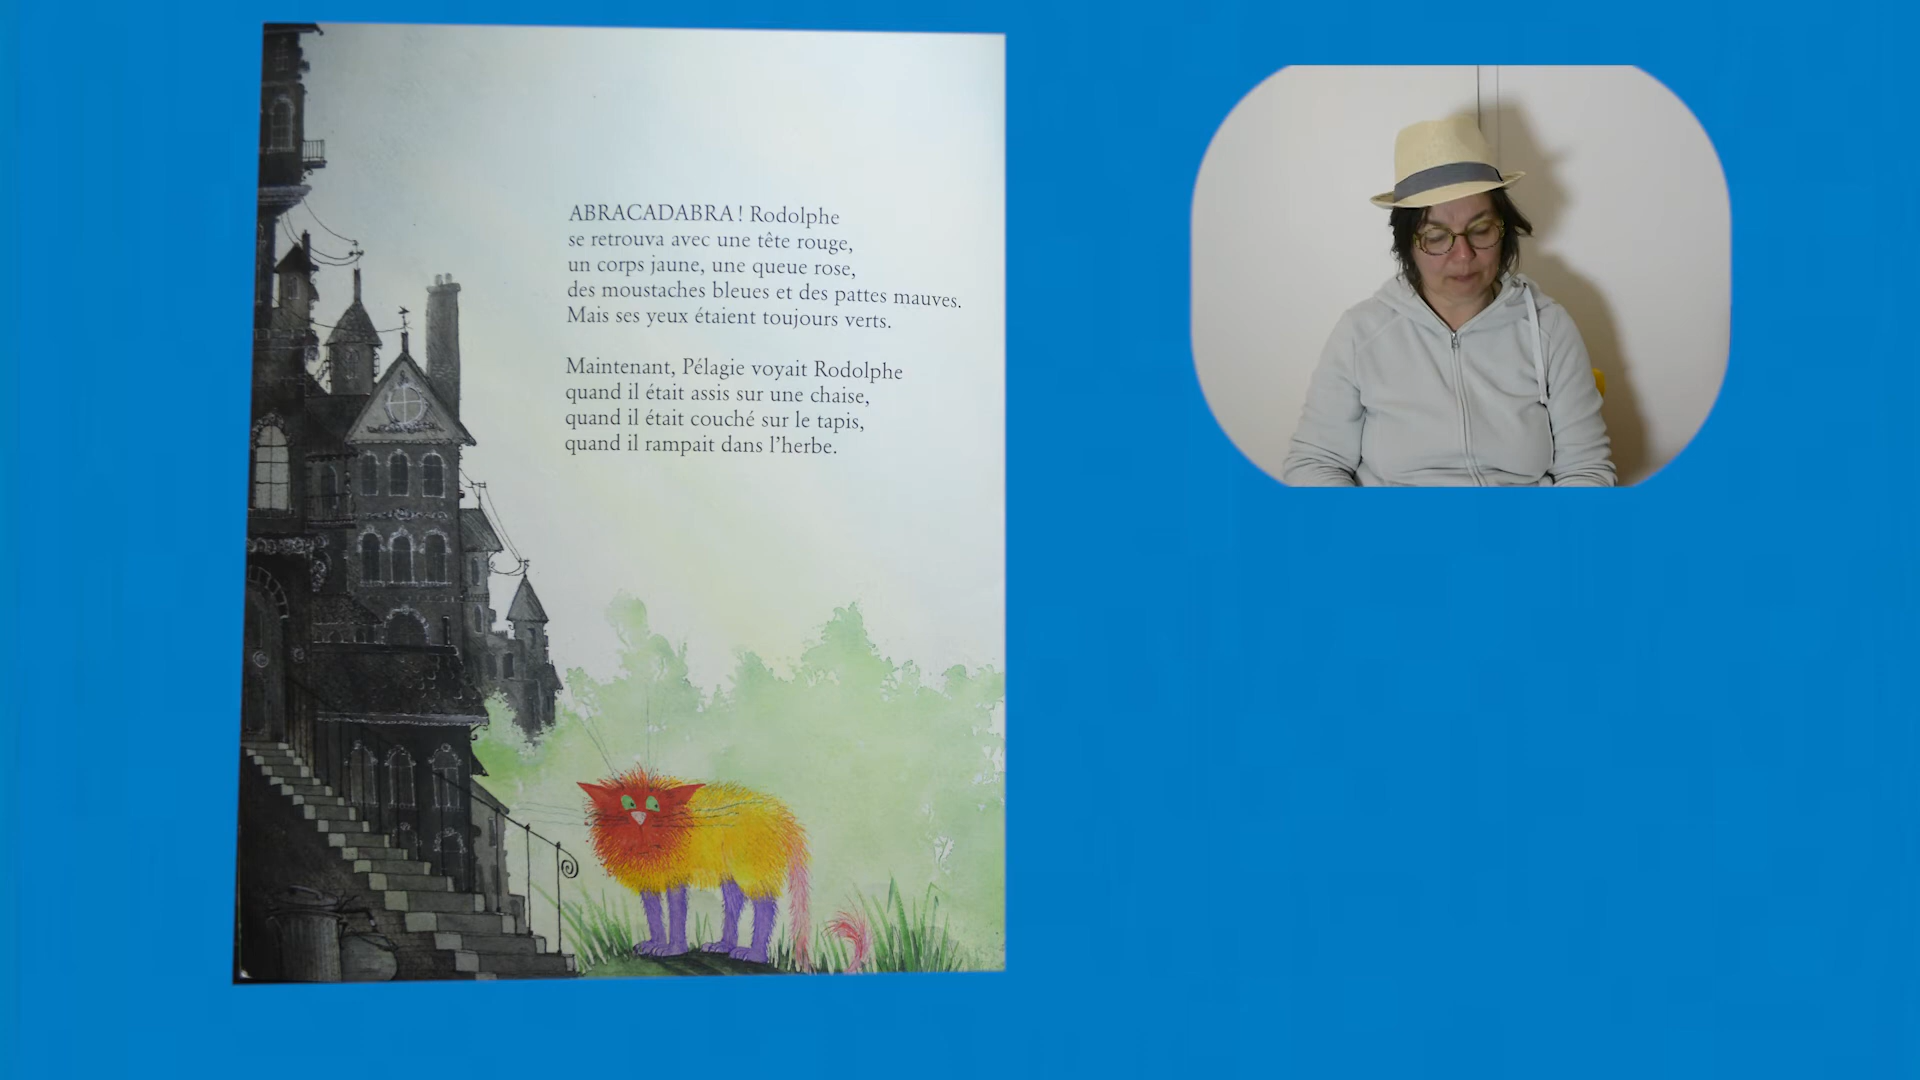 ABRACADABRA ! Rodolphe
se retrouva avec une tête rouge,
un corps jaune, une queue rose,
des moustaches bleues et des pattes mauves.
Mais ses yeux étaient toujours verts.
Maintenant, Pélagie voyait Rodolphe
quand il était assis sur une chaise,
quand il était couché sur le tapis,
quand il rampait dans l'herbe.